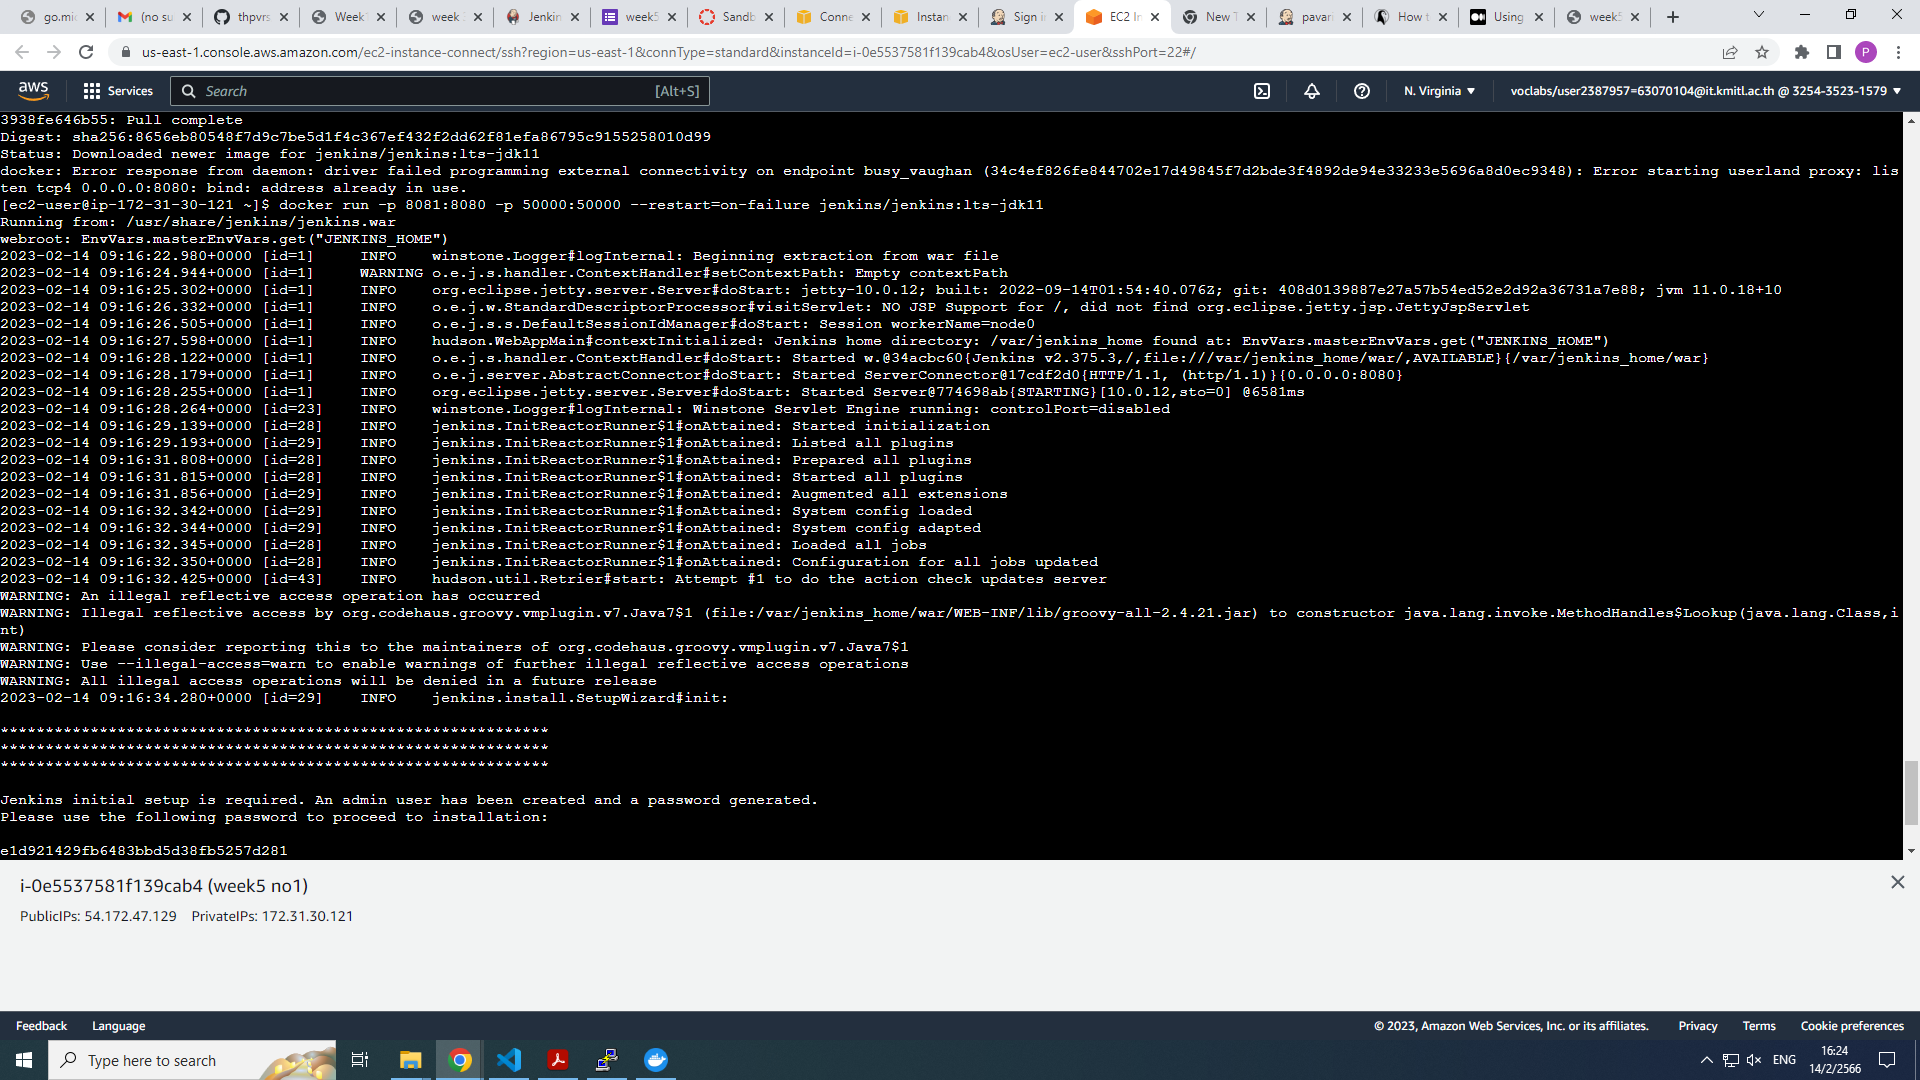 go.mic
(no su
thpvrs
Week
week
Jenkin
week5
Sandb
Conne
Instan
Sign in
EC2 In
New T
pavari
How t
Using
week5
us-east-1.console.aws.amazon.com/ec2-instance-connect/ssh?region=us-east-1&connType=standard&instanceId=i-0e5537581f139cab4&osUser=ec2-user&sshPort=22#/
P
aws
Services
Search
[Alt+S]
N. Virginia
voclabs/user2387957=63070104@it.kmitl.ac.th @ 3254-3523-1579
3938fe646b55: Pull complete
Digest: sha256:8656eb80548f7d9c7be5d1f4c367ef432f2dd62f81efa86795c9155258010d99
Status: Downloaded newer image for jenkins/jenkins:lts-jdk11
docker: Error response from daemon: driver failed programming external connectivity on endpoint busy_vaughan (34c4ef826fe844702e17d49845f7d2bde3f4892de94e33233e5696a8d0ec9348): Error starting userland proxy: lis
ten tcp4 0.0.0.0:8080: bind: address already in use.
[ec2-user@ip-172-31-30-121 ~]$ docker run -p 8081:8080 -p 50000:50000 --restart=on-failure jenkins/jenkins:lts-jdk11
Running from: /usr/share/jenkins/jenkins.war
webroot: EnvVars.masterEnvVars.get("JENKINS_HOME")
2023-02-14 09:16:22.980+0000 [id=1] INFO winstone.Logger#logInternal: Beginning extraction from war file
2023-02-14 09:16:24.944+0000 [id=1] WARNING o.e.j.s.handler.ContextHandler#setContextPath: Empty contextPath
2023-02-14 09:16:25.302+0000 [id=1] INFO org.eclipse.jetty.server.Server#doStart: jetty-10.0.12; built: 2022-09-14T01:54:40.076Z; git: 408d0139887e27a57b54ed52e2d92a36731a7e88; jvm 11.0.18+10
2023-02-14 09:16:26.332+0000 [id=1] INFO o.e.j.w.StandardDescriptorProcessor#visitServlet: NO JSP Support for /, did not find org.eclipse.jetty.jsp.JettyJspServlet
2023-02-14 09:16:26.505+0000 [id=1] INFO o.e.j.s.s.DefaultSessionIdManager#doStart: Session workerName=node0
2023-02-14 09:16:27.598+0000 [id=1] INFO hudson.WebAppMain#contextInitialized: Jenkins home directory: /var/jenkins_home found at: EnvVars.masterEnvVars.get("JENKINS_HOME")
2023-02-14 09:16:28.122+0000 [id=1] INFO o.e.j.s.handler.ContextHandler#doStart: Started w.@34acbc60{Jenkins v2.375.3,/,file:///var/jenkins_home/war/,AVAILABLE}{/var/jenkins_home/war}
2023-02-14 09:16:28.179+0000 [id=1] INFO o.e.j.server.AbstractConnector#doStart: Started ServerConnector@17cdf2d0{HTTP/1.1, (http/1.1)}{0.0.0.0:8080}
2023-02-14 09:16:28.255+0000 [id=1] INFO org.eclipse.jetty.server.Server#doStart: Started Server@774698ab{STARTING}[10.0.12,sto=0] @6581ms
2023-02-14 09:16:28.264+0000 [id=23] INFO winstone.Logger#logInternal: Winstone Servlet Engine running: controlPort=disabled
2023-02-14 09:16:29.139+0000 [id=28] INFO jenkins.InitReactorRunner$1#onAttained: Started initialization
2023-02-14 09:16:29.193+0000 [id=29] INFO jenkins.InitReactorRunner$1#onAttained: Listed all plugins
2023-02-14 09:16:31.808+0000 [id=28] INFO jenkins.InitReactorRunner$1#onAttained: Prepared all plugins
2023-02-14 09:16:31.815+0000 [id=28] INFO jenkins.InitReactorRunner$1#onAttained: Started all plugins
2023-02-14 09:16:31.856+0000 [id=29] INFO jenkins.InitReactorRunner$1#onAttained: Augmented all extensions
2023-02-14 09:16:32.342+0000 [id=29] INFO jenkins.InitReactorRunner$1#onAttained: System config loaded
2023-02-14 09:16:32.344+0000 [id=29] INFO jenkins.InitReactorRunner$1#onAttained: System config adapted
2023-02-14 09:16:32.345+0000 [id=28] INFO jenkins.InitReactorRunner$1#onAttained: Loaded all jobs
2023-02-14 09:16:32.350+0000 [id=28] INFO jenkins.InitReactorRunner$1#onAttained: Configuration for all jobs updated
2023-02-14 09:16:32.425+0000 [id=43] INFO hudson.util.Retrier#start: Attempt #1 to do the action check updates server
WARNING: An illegal reflective access operation has occurred
WARNING: Illegal reflective access by org.codehaus.groovy.vmplugin.v7.Java7$1 (file:/var/jenkins_home/war/WEB-INF/lib/groovy-all-2.4.21.jar) to constructor java.lang.invoke.MethodHandles$Lookup(java.lang.Class,i
nt)
WARNING: Please consider reporting this to the maintainers of org.codehaus.groovy.vmplugin.v7.Java7$1
WARNING: Use --illegal-access=warn to enable warnings of further illegal reflective access operations
WARNING: All illegal access operations will be denied in a future release
2023-02-14 09:16:34.280+0000 [id=29] INFO jenkins.install.SetupWizard#init:
*************************************************************
*************************************************************
*************************************************************
Jenkins initial setup is required. An admin user has been created and a password generated.
Please use the following password to proceed to installation:
e1d921429fb6483bbd5d38fb5257d281
i-0e5537581f139cab4 (week5 no1)
PublicIPs: 54.172.47.129 PrivateIPs: 172.31.30.121
Feedback
Language
© 2023, Amazon Web Services, Inc. or its affiliates.
Privacy
Terms
Cookie preferences
Type here to search
ENG
16:24
14/2/2566